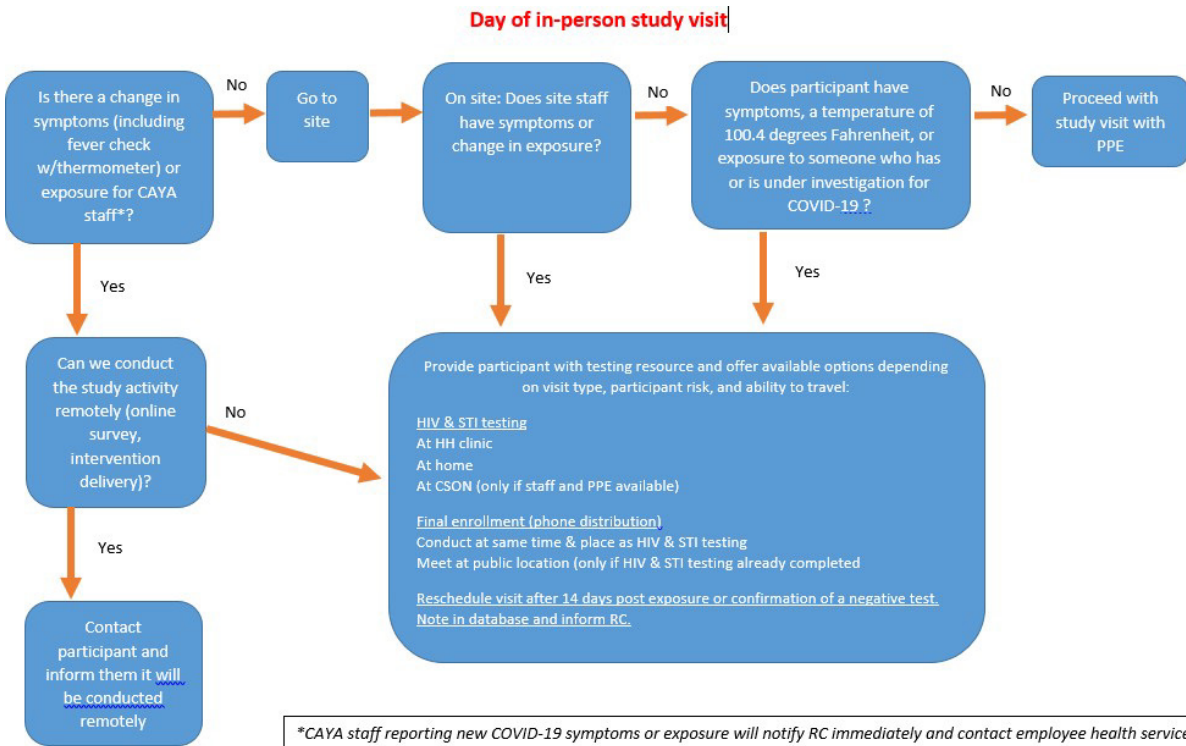 Day of in-person study visit
Is there a change in
symptoms (including
fever check
w/thermometer) or
exposure for CAYA
staff*?
No
Go to
site
On site: Does site staff
have symptoms or
change in exposure?
No
Does participant have
symptoms, a temperature of
100.4 degrees Fahrenheit, or
exposure to someone who has
or is under investigation for
COVID-19 ?
No
Proceed with
study visit with
PPE
Yes
Yes
Yes
Can we conduct
the study activity
remotely (online
survey,
intervention
delivery)?
No
Provide participant with testing resource and offer available options depending
on visit type, participant risk, and ability to travel:
HIV & STI testing
At HH clinic
At home
At CSON (only if staff and PPE available)
Final enrollment (phone distribution)
Conduct at same time & place as HIV & STI testing
Meet at public location (only if HIV & STI testing already completed
Reschedule visit after 14 days post exposure or confirmation of a negative test.
Note in database and inform RC.
Yes
Contact
participant and
inform them it will
be conducted
remotely
*CAYA staff reporting new COVID-19 symptoms or exposure will notify RC immediately and contact employee health service